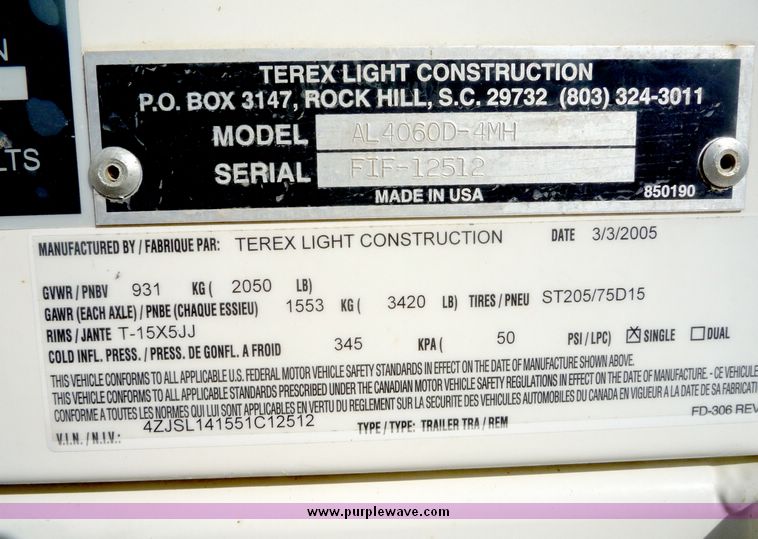 N
LTS
TEREX LIGHT CONSTRUCTION
P.O. BOX 3147, ROCK HILL, S.C. 29732 (803) 324-3011
MODEL AL4060D-4MH
SERIAL FIF-12512
MADE IN USA 850190
MANUFACTURED BY / FABRIQUE PAR: TEREX LIGHT CONSTRUCTION DATE 3/3/2005
GVWR / PNBV 931 KG ( 2050 LB)
GAWR (EACH AXLE) / PNBE (CHAQUE ESSIEU) 1553 KG ( 3420 LB) TIRES / PNEU ST205/75D15
RIMS / JANTE T-15X5JJ
COLD INFL. PRESS. / PRESS. DE GONFL. A FROID 345 KPA ( 50 PSI / LPC) SINGLE DUAL
THIS VEHICLE CONFORMS TO ALL APPLICABLE U.S. FEDERAL MOTOR VEHICLE SAFETY STANDARDS IN EFFECT ON THE DATE OF MANUFACTURE SHOWN ABOVE.
THIS VEHICLE CONFORMS TO ALL APPLICABLE STANDARDS PRESCRIBED UNDER THE CANADIAN MOTOR VEHICLE SAFETY REGULATIONS IN EFFECT ON THE DATE OF MANUFACTURE. - CE VEHICULE
CONFORME A TOUTES LES NORMES QUI LUI SONT APPLICABLES EN VERTU DU REGLEMENT SUR LA SECURITE DES VEHICULES AUTOMOBILES DU CANADA EN VIGUEUR A LA DATE DE SA FABRICATI
FD-306 REV
V.I.N. / N.I.V.: 4ZJSL141551C12512 TYPE / TYPE: TRAILER TRA / REM
www.purplewave.com